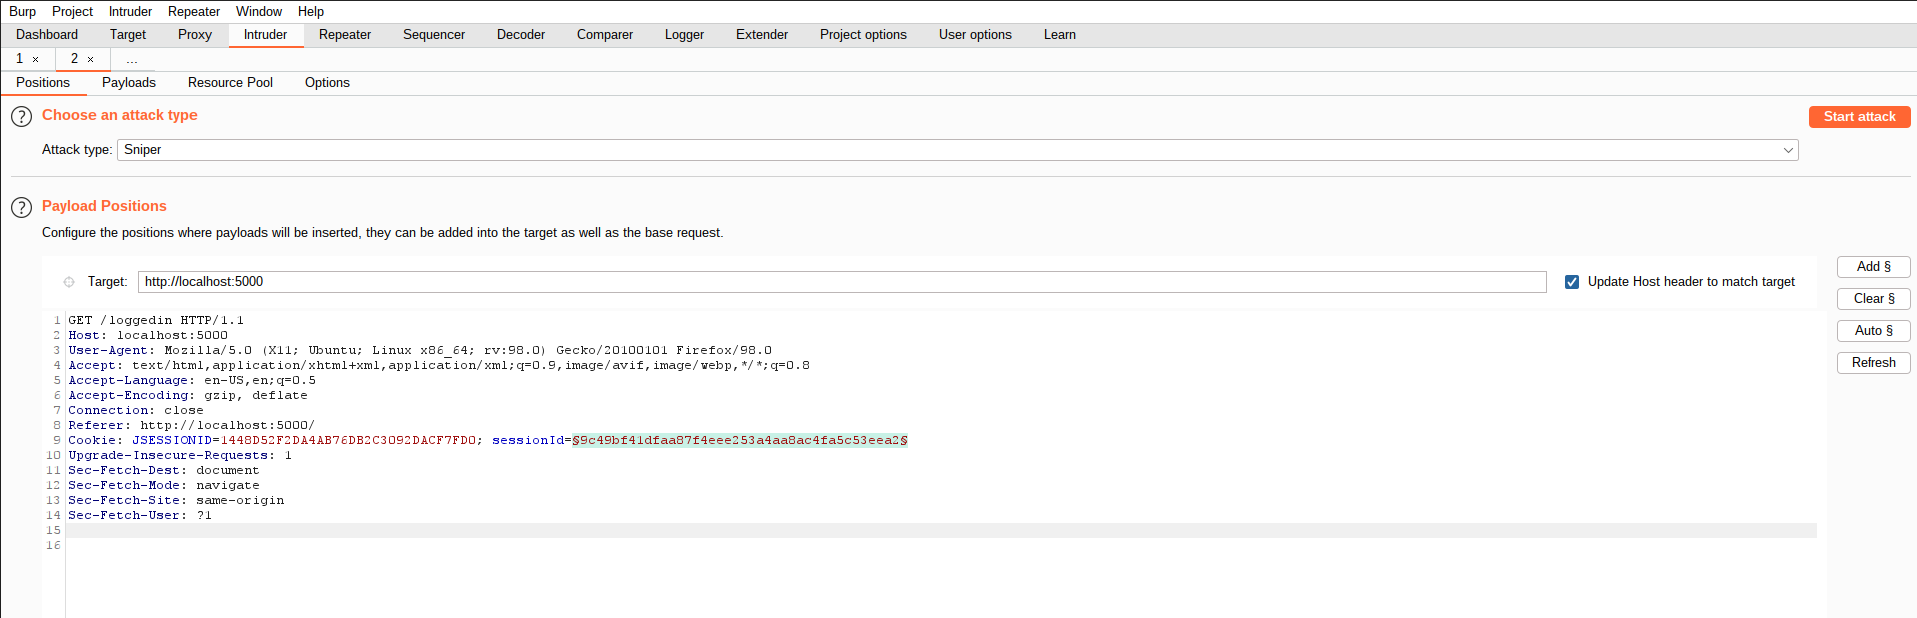 Burp Project Intruder Repeater Window Help
Dashboard Target Proxy Intruder Repeater Sequencer Decoder Comparer Logger Extender Project options User options Learn
1 × 2 × ...
Positions Payloads Resource Pool Options
? Choose an attack type Start attack
Attack type: Sniper
? Payload Positions
Configure the positions where payloads will be inserted, they can be added into the target as well as the base request.
Target: http://localhost:5000 Update Host header to match target
Add §
Clear §
Auto §
Refresh
1 GET /loggedin HTTP/1.1
2 Host: localhost:5000
3 User-Agent: Mozilla/5.0 (X11; Ubuntu; Linux x86_64; rv:98.0) Gecko/20100101 Firefox/98.0
4 Accept: text/html,application/xhtml+xml,application/xml;q=0.9,image/avif,image/webp,*/*;q=0.8
5 Accept-Language: en-US,en;q=0.5
6 Accept-Encoding: gzip, deflate
7 Connection: close
8 Referer: http://localhost:5000/
9 Cookie: JSESSIONID=1448D52F2DA4AB76DB2C3092DACF7FD0; sessionId=§9c49bf41dfaa87f4eee253a4aa8ac4fa5c53eea2§
10 Upgrade-Insecure-Requests: 1
11 Sec-Fetch-Dest: document
12 Sec-Fetch-Mode: navigate
13 Sec-Fetch-Site: same-origin
14 Sec-Fetch-User: ?1
15
16